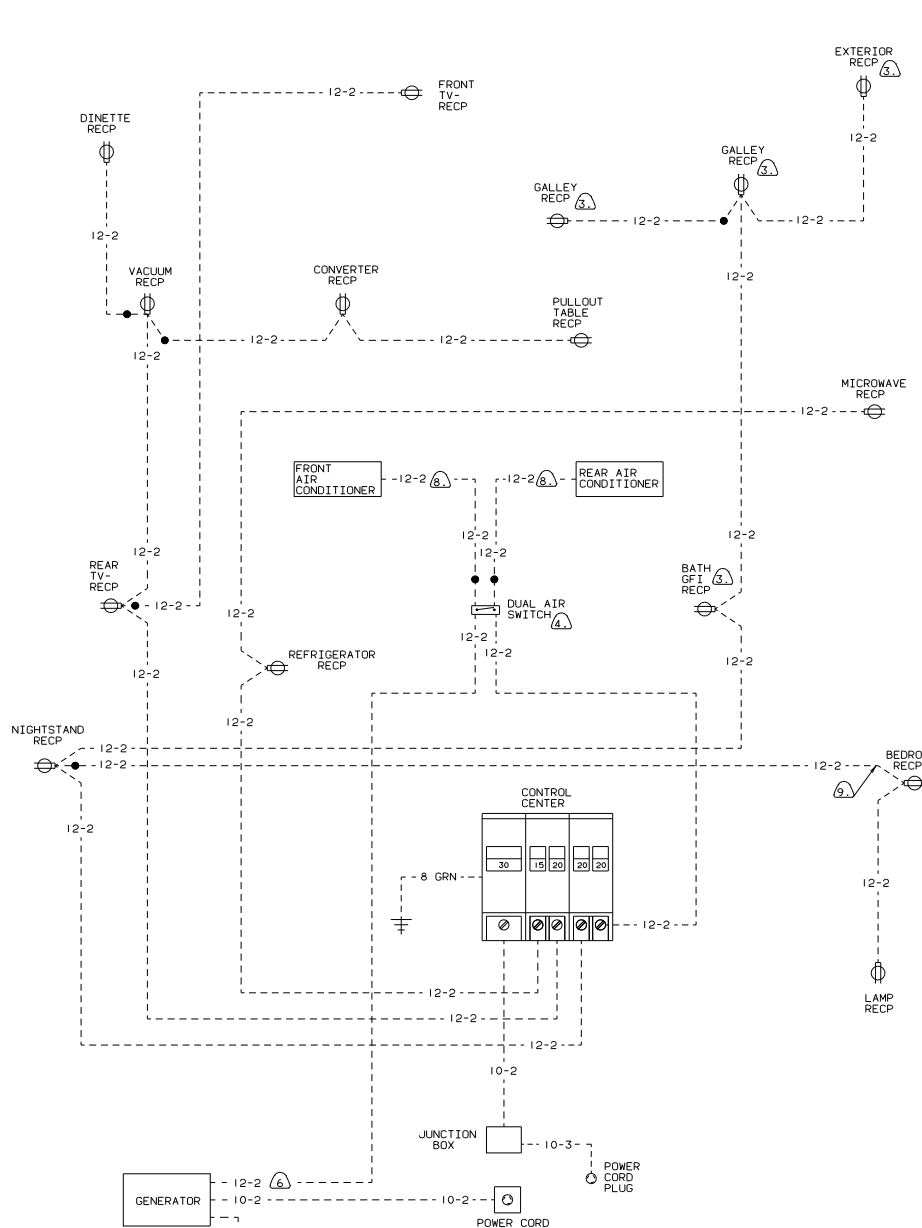 EXTERIOR
RECP 3.
12-2
FRONT
TV-
RECP
12-2
DINETTE
RECP
GALLEY
RECP 3.
12-2
GALLEY
RECP 3.
12-2
12-2
12-2
12-2
VACUUM
RECP
CONVERTER
RECP
PULLOUT
TABLE
RECP
12-2
12-2
12-2
MICROWAVE
RECP
12-2
FRONT
AIR
CONDITIONER
12-2 8.
12-2 8.
REAR AIR
CONDITIONER
12-2
12-2
12-2
12-2
REAR
TV-
RECP
12-2
BATH
GFI 3.
RECP
DUAL AIR
SWITCH 4.
12-2
12-2
12-2
REFRIGERATOR
RECP
12-2
12-2
12-2
NIGHTSTAND
RECP
12-2
12-2
12-2
BEDRO
RECP
9.
CONTROL
CENTER
12-2
30 15 20 20 20
8 GRN
12-2
12-2
LAMP
RECP
12-2
12-2
12-2
10-2
JUNCTION
BOX
10-3
POWER
CORD
PLUG
12-2 6
GENERATOR
10-2
10-2
POWER CORD